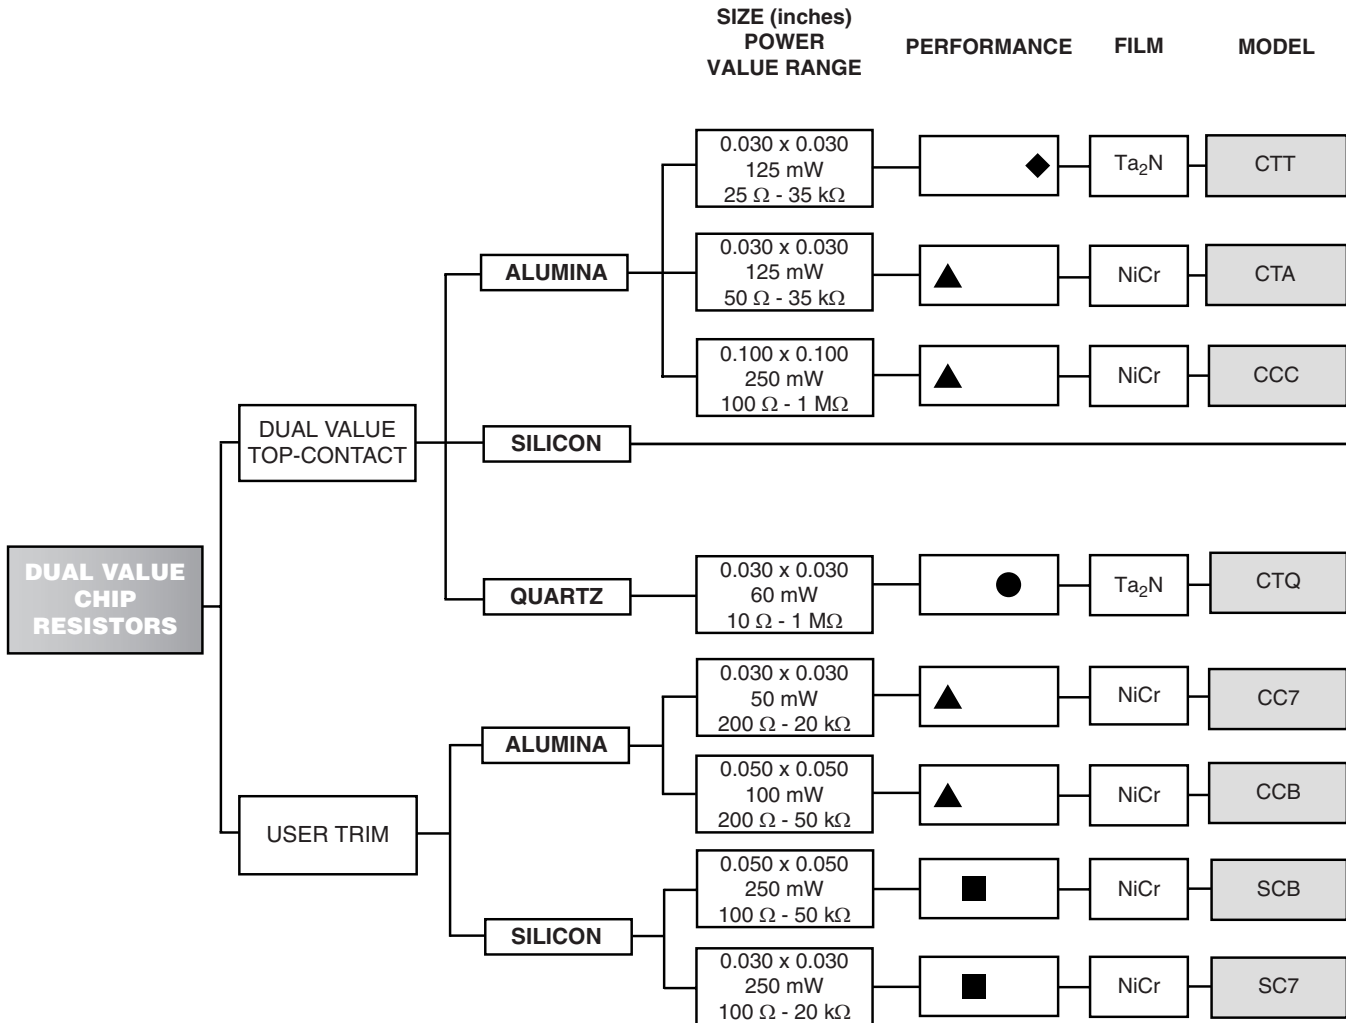 SIZE (inches)
POWER
VALUE RANGE
PERFORMANCE
FILM
MODEL
0.030 x 0.030
125 mW
25 Ω - 35 kΩ
Ta₂N
CTT
ALUMINA
0.030 x 0.030
125 mW
50 Ω - 35 kΩ
NiCr
CTA
0.100 x 0.100
250 mW
100 Ω - 1 MΩ
NiCr
CCC
DUAL VALUE
TOP-CONTACT
SILICON
DUAL VALUE
CHIP
RESISTORS
QUARTZ
0.030 x 0.030
60 mW
10 Ω - 1 MΩ
Ta₂N
CTQ
0.030 x 0.030
50 mW
200 Ω - 20 kΩ
NiCr
CC7
ALUMINA
0.050 x 0.050
100 mW
200 Ω - 50 kΩ
NiCr
CCB
USER TRIM
0.050 x 0.050
250 mW
100 Ω - 50 kΩ
NiCr
SCB
SILICON
0.030 x 0.030
250 mW
100 Ω - 20 kΩ
NiCr
SC7